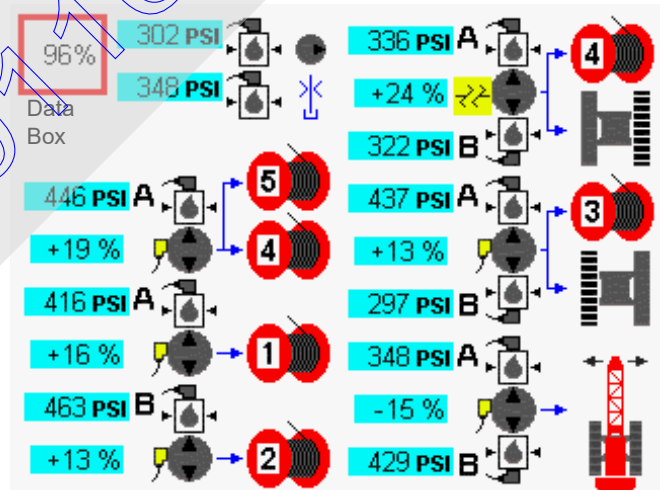 96%
Data
Box
302 PSI
348 PSI
446 PSI A
5
+19 %
4
416 PSI A
+16 %
1
463 PSI B
+13 %
2
336 PSI A
4
+24 %
322 PSI B
437 PSI A
3
+13 %
297 PSI B
348 PSI A
-15 %
429 PSI B